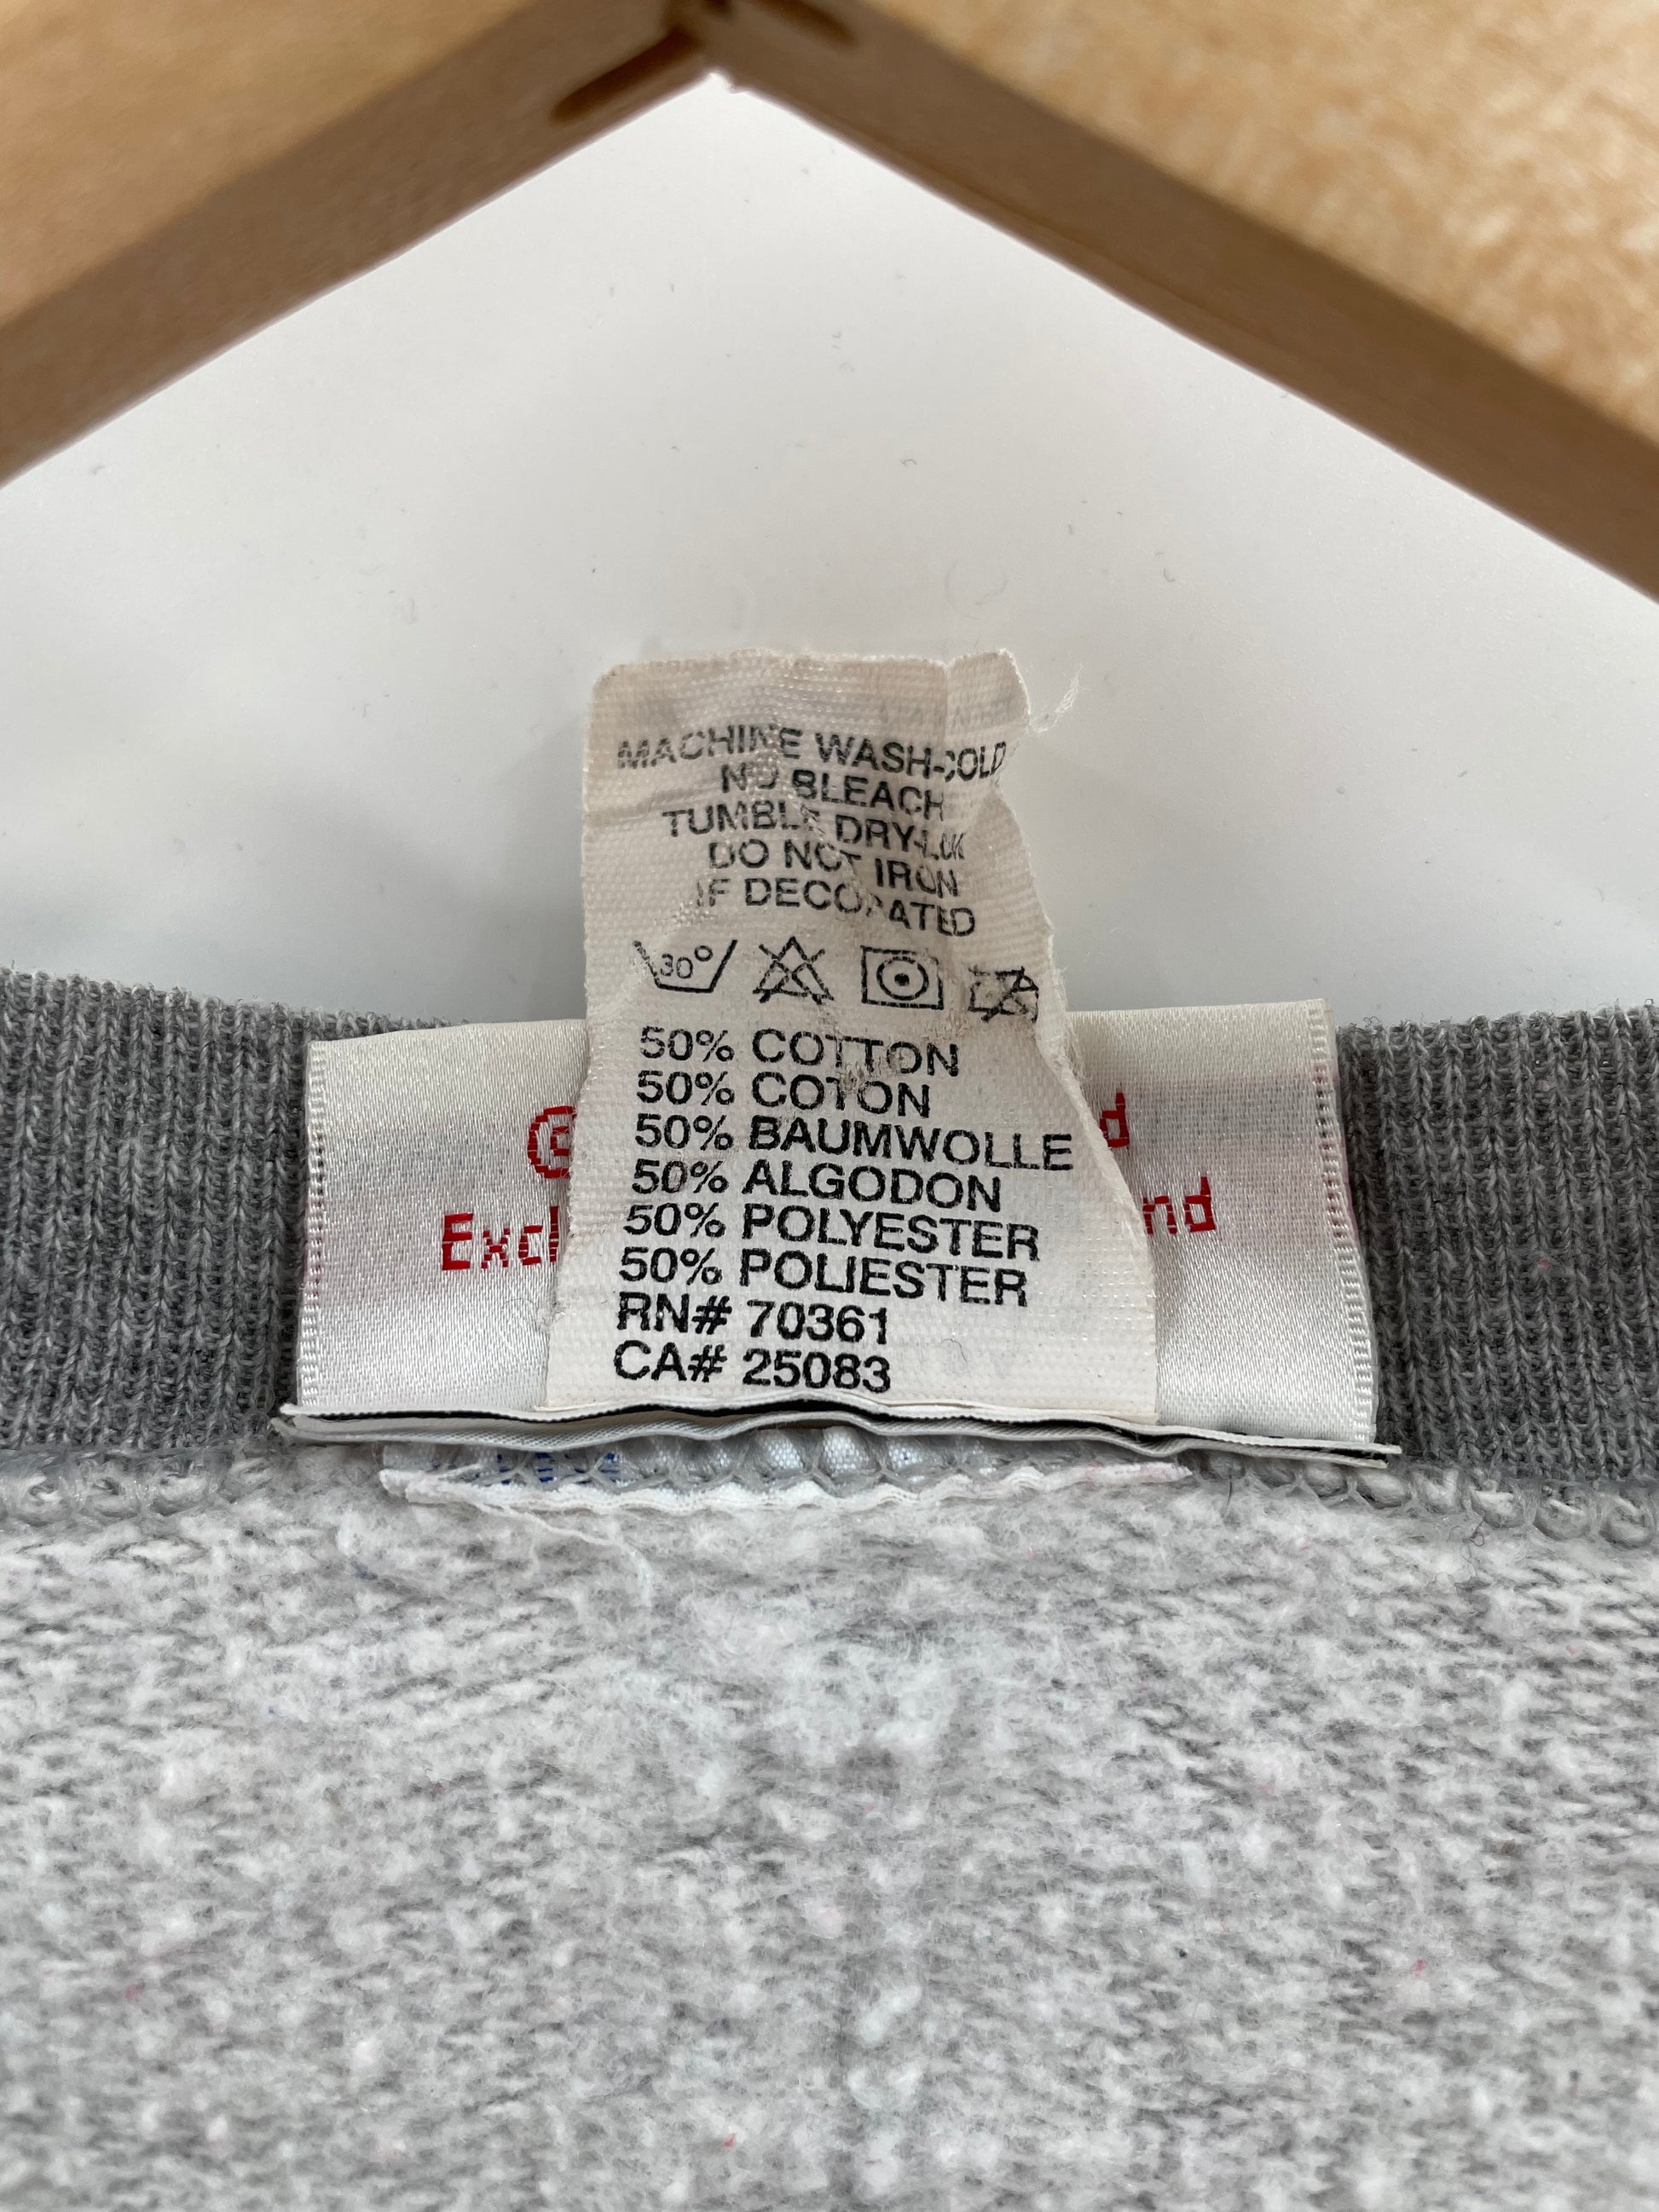 MACHINE WASH-COLD
NO BLEACH
TUMBLE DRY-LOW
DO NOT IRON
IF DECORATED
30°
50% COTTON
50% COTON
50% BAUMWOLLE
50% ALGODON
50% POLYESTER
50% POLIESTER
RN# 70361
CA# 25083